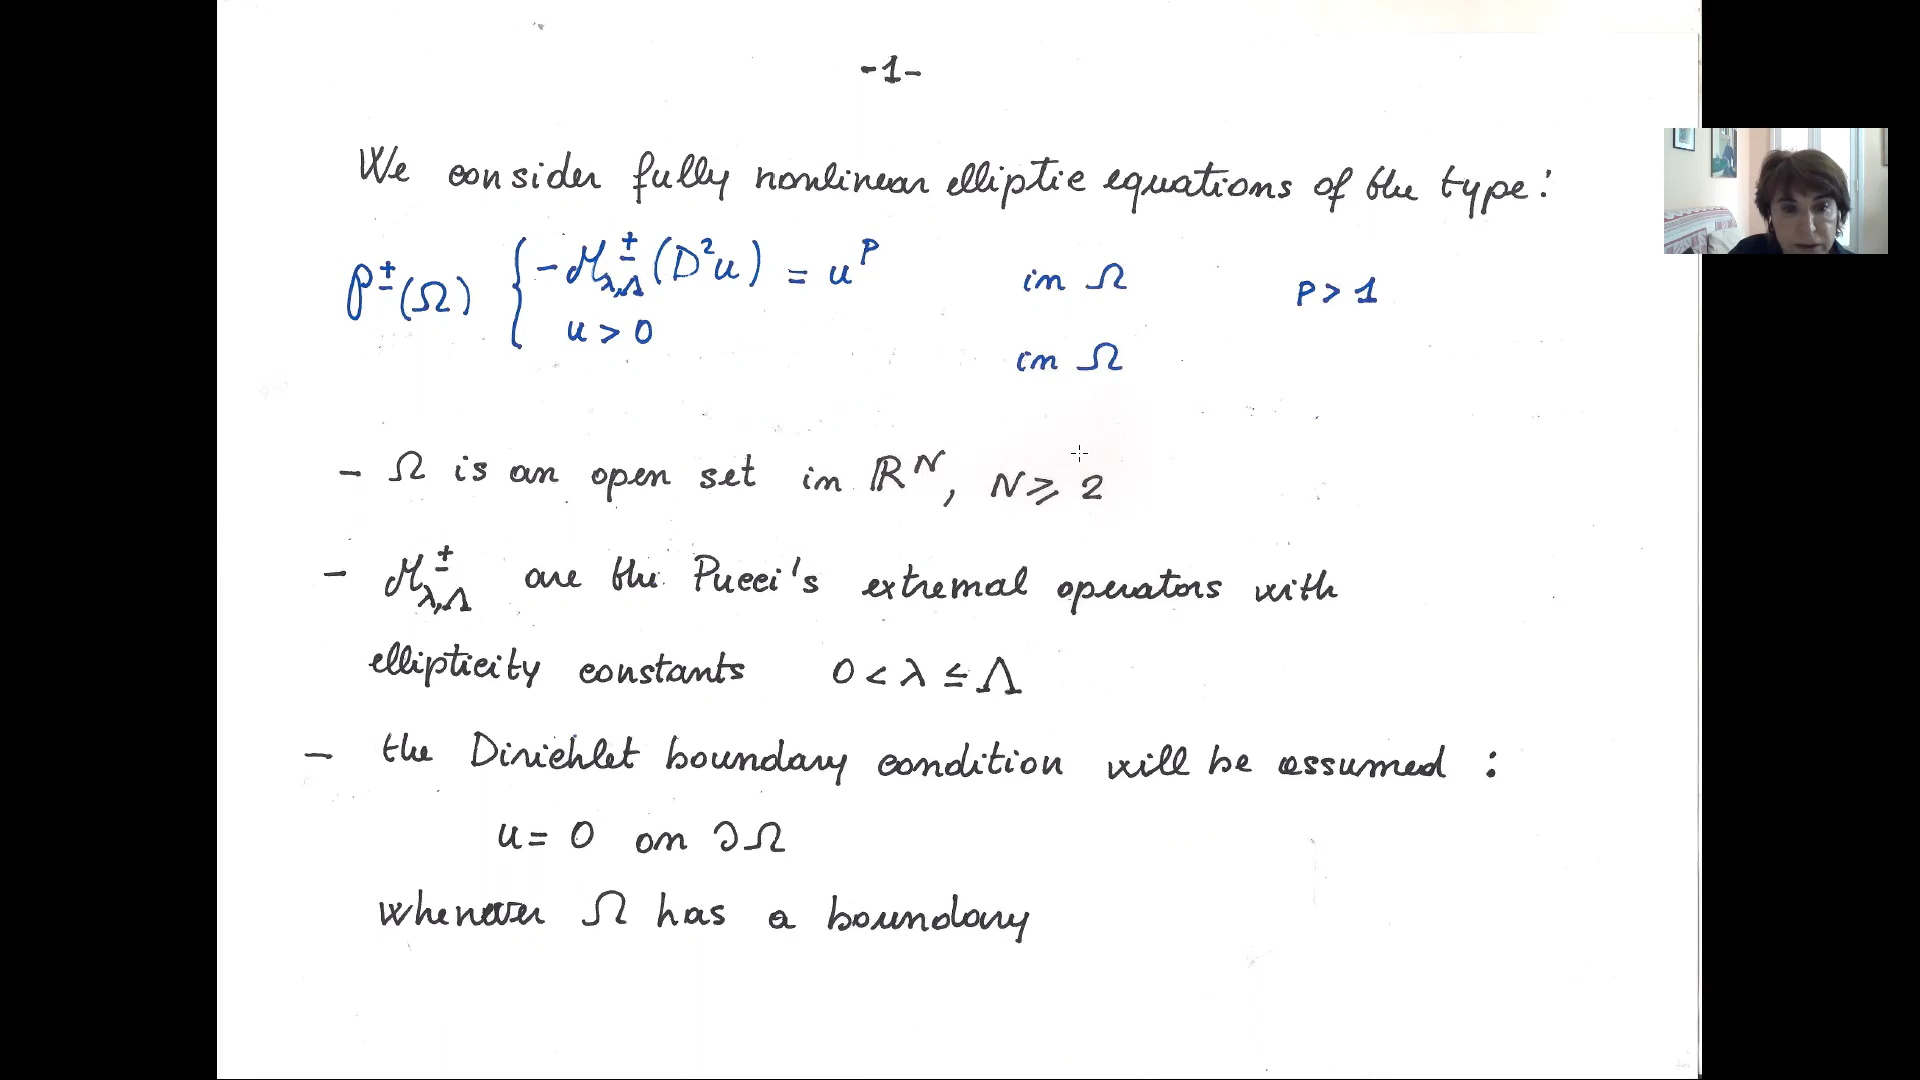 -1-
We consider fully nonlinear elliptic equations of the type:
P±(Ω) { -M±λ,Λ (D²u) = u^p in Ω p > 1
u > 0 in Ω
- Ω is an open set in ℝ^N, N ⩾ 2
- M±λ,Λ are the Pucci's extremal operators with
ellipticity constants 0 < λ ≤ Λ
- the Dirichlet boundary condition will be assumed :
u = 0 on ∂Ω
whenever Ω has a boundary